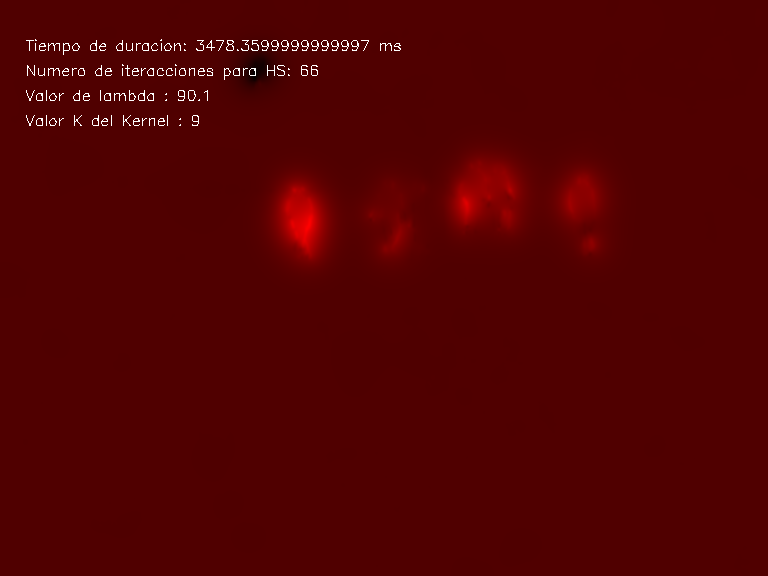 Tiempo de duracion: 3478.3599999999997 ms
Numero de iteracciones para HS: 66
Valor de lambda : 90.1
Valor K del Kernel : 9